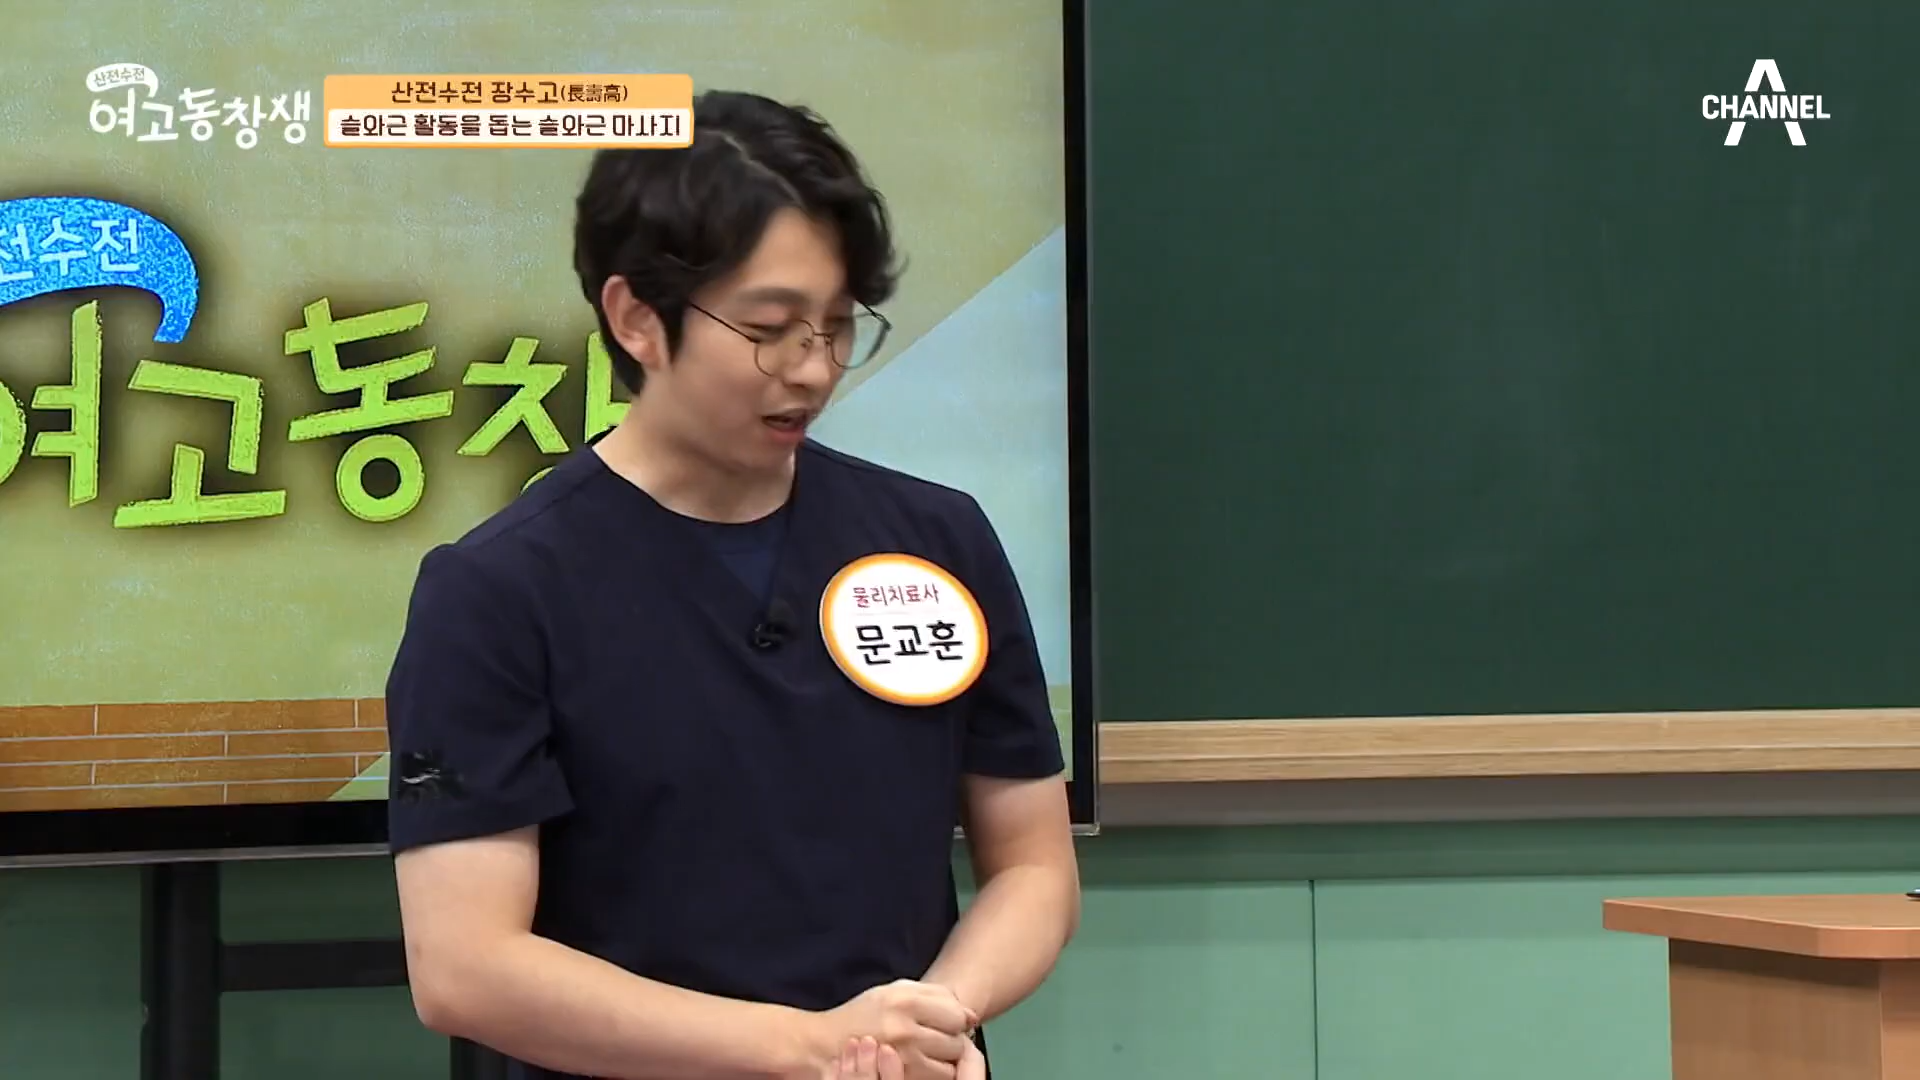 산전수전
여고동창생
산전수전 장수고(長壽高)
슬와근 활동을 돕는 슬와근 마사지
CHANNEL A
전수전
여고동창
물리치료사
문교훈